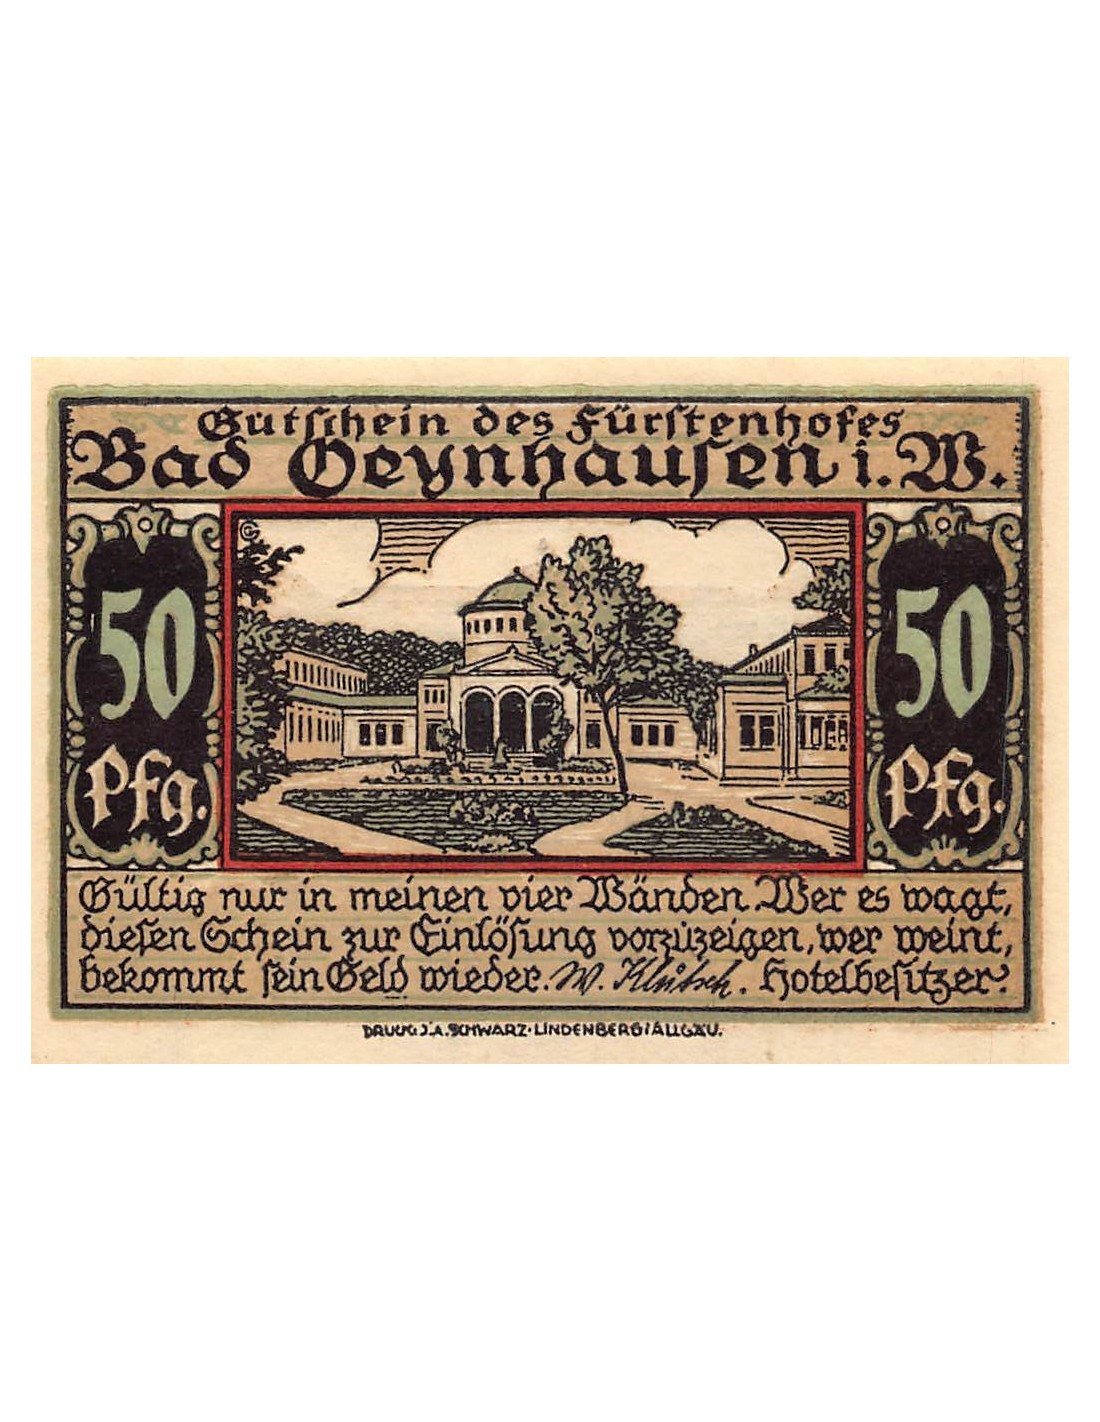 Gutschein des Fürstenhofes
Bad Oeynhausen i. W.
50
Pfg.
50
Pfg.
Gültig nur in meinen vier Wänden. Wer es wagt,
diesen Schein zur Einlösung vorzuzeigen, wer weint,
bekommt sein Geld wieder. W. Klütsch. Hotelbesitzer.
DRUCK: J.A. SCHWARZ·LINDENBERG I/ALLGÄU.